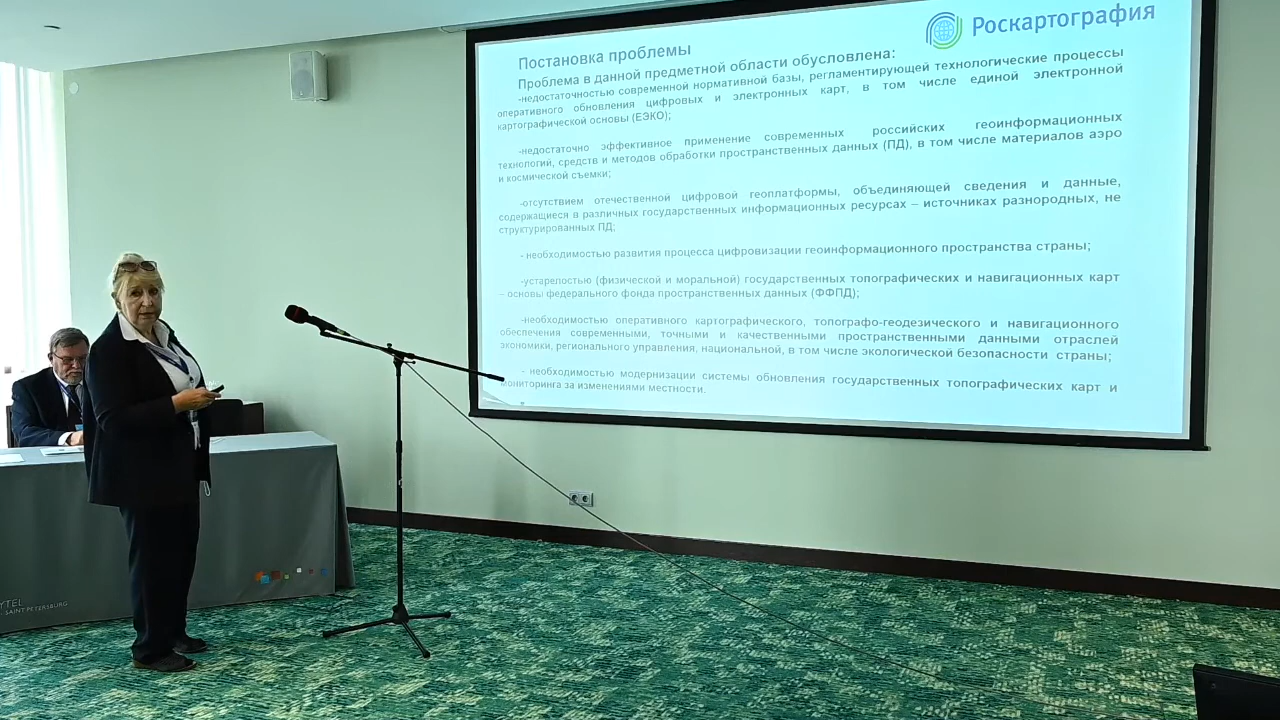 Роскартография
Постановка проблемы
Проблема в данной предметной области обусловлена:
-недостаточностью современной нормативной базы, регламентирующей технологические процессы
оперативного обновления цифровых и электронных карт, в том числе единой электронной
картографической основы (ЕЭКО);
-недостаточно эффективное применение современных российских геоинформационных
технологий, средств и методов обработки пространственных данных (ПД), в том числе материалов аэро
и космической съемки;
-отсутствием отечественной цифровой геоплатформы, объединяющей сведения и данные,
содержащиеся в различных государственных информационных ресурсах – источниках разнородных, не
структурированных ПД;
- необходимостью развития процесса цифровизации геоинформационного пространства страны;
-устарелостью (физической и моральной) государственных топографических и навигационных карт
– основы федерального фонда пространственных данных (ФФПД);
-необходимостью оперативного картографического, топографо-геодезического и навигационного
обеспечения современными, точными и качественными пространственными данными отраслей
экономики, регионального управления, национальной, в том числе экологической безопасности страны;
- необходимостью модернизации системы обновления государственных топографических карт и
мониторинга за изменениями местности.
SAINT PETERSBURG